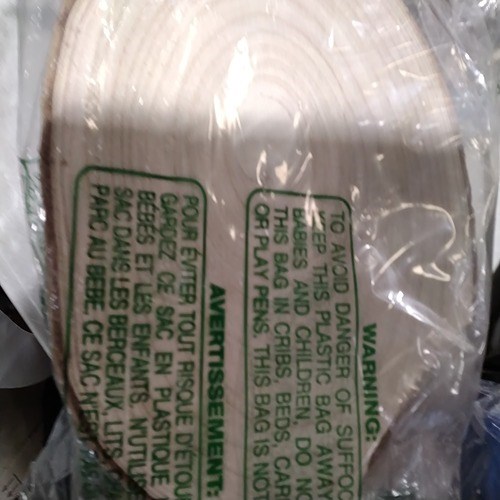 WARNING:
TO AVOID DANGER OF SUFFOC
KEEP THIS PLASTIC BAG AWAY
BABIES AND CHILDREN. DO NO
THIS BAG IN CRIBS, BEDS, CAR
OR PLAY PENS. THIS BAG IS NOT
AVERTISSEMENT:
POUR ÉVITER TOUT RISQUE D'ÉTOU
GARDEZ CE SAC EN PLASTIQUE
BÉBÉS ET LES ENFANTS. N'UTILIS
SAC DANS LES BERCEAUX, LITS
PARC AU BÉBÉ. CE SAC N'ES